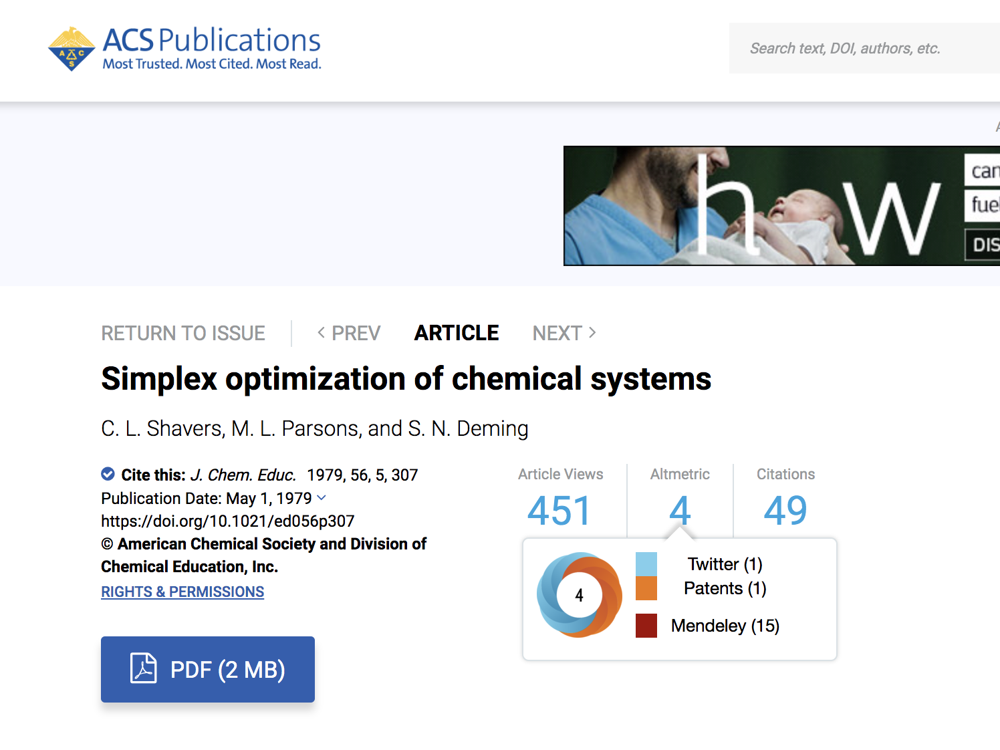 A C S
ACS Publications
Most Trusted. Most Cited. Most Read.
Search text, DOI, authors, etc.
h w
DIS
RETURN TO ISSUE
< PREV
ARTICLE
NEXT >
Simplex optimization of chemical systems
C. L. Shavers, M. L. Parsons, and S. N. Deming
Cite this: J. Chem. Educ. 1979, 56, 5, 307
Publication Date: May 1, 1979
https://doi.org/10.1021/ed056p307
© American Chemical Society and Division of
Chemical Education, Inc.
RIGHTS & PERMISSIONS
Article Views
451
Altmetric
4
Citations
49
4
Twitter (1)
Patents (1)
Mendeley (15)
PDF (2 MB)